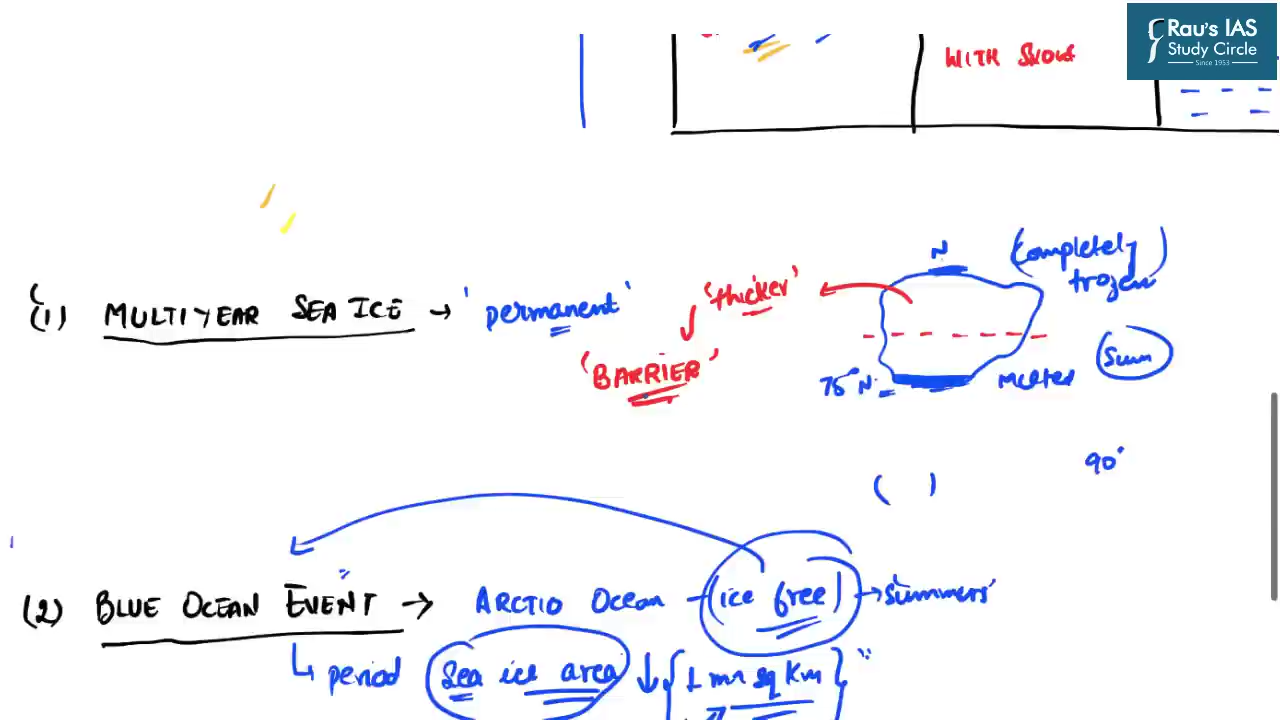 Rau's IAS
Study Circle
Since 1953
WITH SNOW
(1) MULTIYEAR SEA ICE → 'permanent' 'thicker' N (Completely
frozen)
'BARRIER' 75° N Melted Sum
90°
( )
(2) BLUE OCEAN EVENT → ARCTIC Ocean - (ice free) → summers
↳ period Sea ice area ↓ {1 mn sq Km}